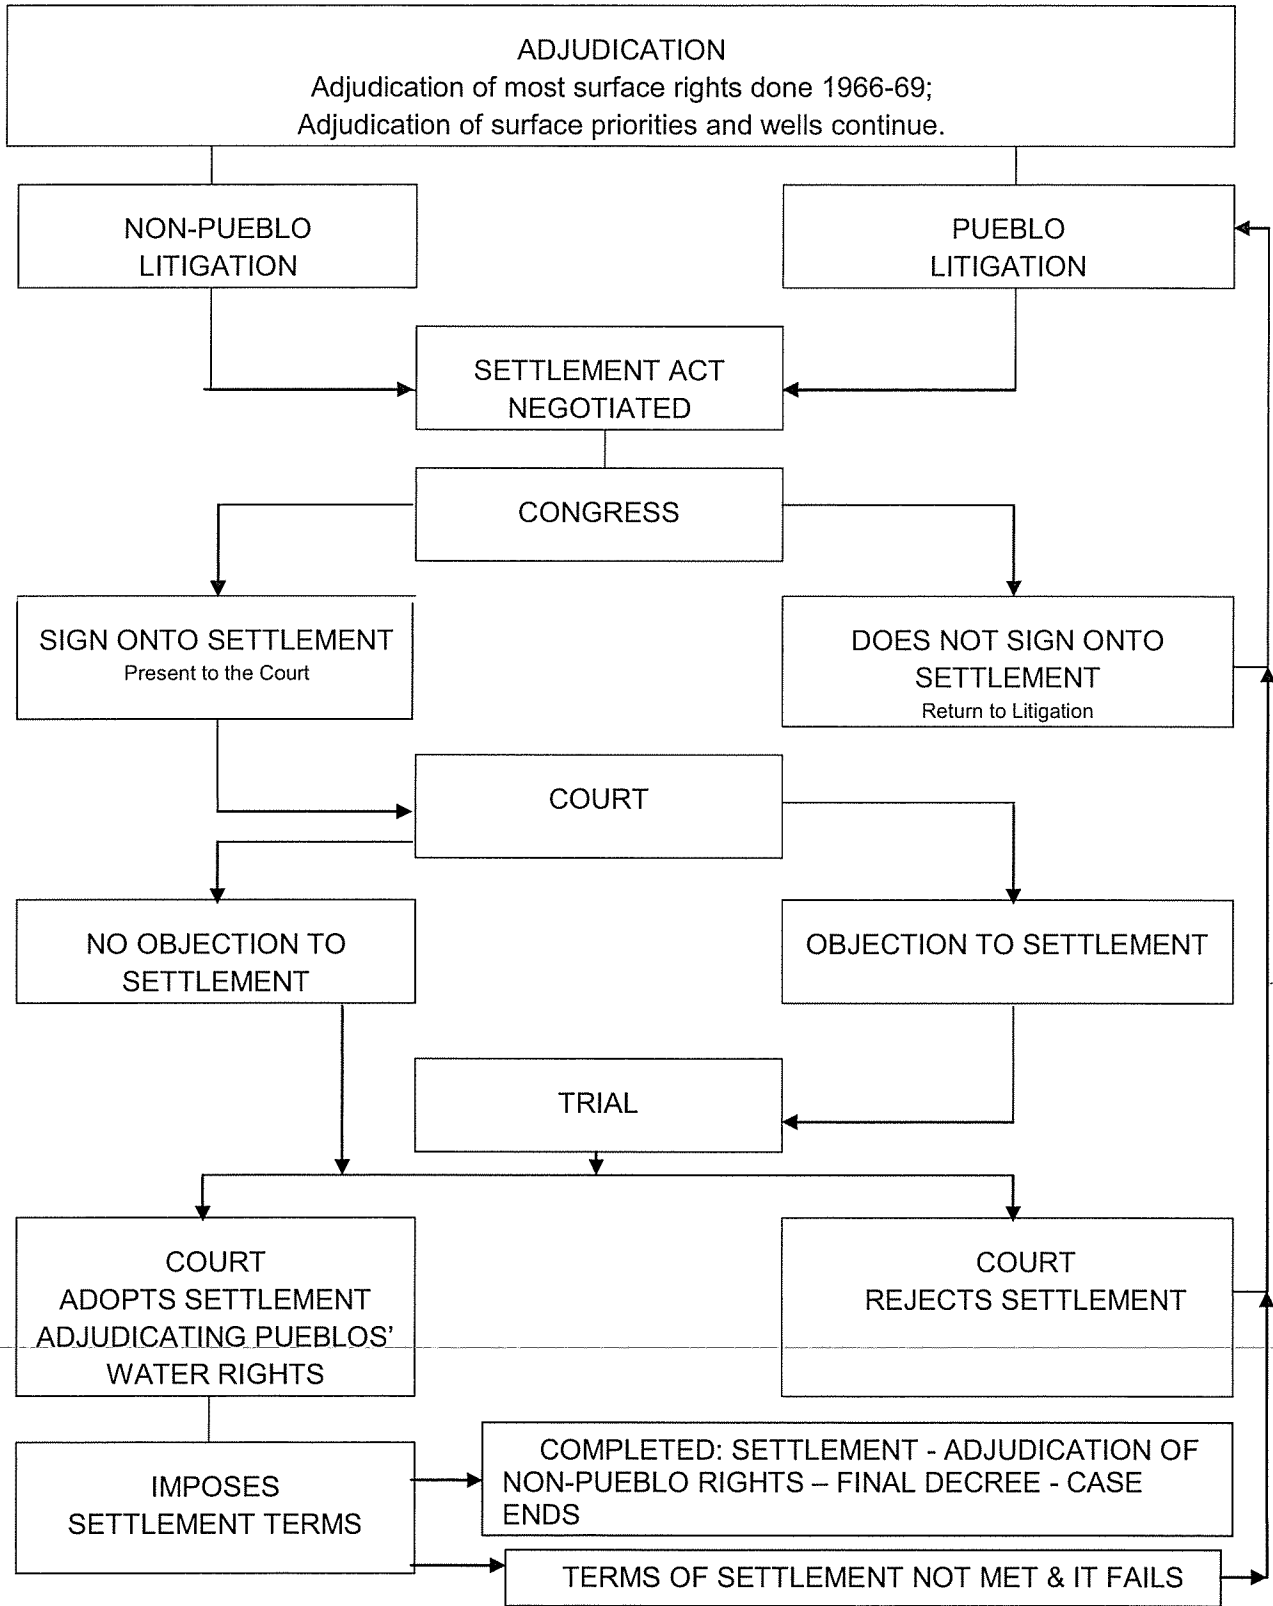 ADJUDICATION
Adjudication of most surface rights done 1966-69;
Adjudication of surface priorities and wells continue.
NON-PUEBLO
LITIGATION
PUEBLO
LITIGATION
SETTLEMENT ACT
NEGOTIATED
CONGRESS
SIGN ONTO SETTLEMENT
Present to the Court
DOES NOT SIGN ONTO
SETTLEMENT
Return to Litigation
COURT
NO OBJECTION TO
SETTLEMENT
OBJECTION TO SETTLEMENT
TRIAL
COURT
ADOPTS SETTLEMENT
ADJUDICATING PUEBLOS’
WATER RIGHTS
COURT
REJECTS SETTLEMENT
IMPOSES
SETTLEMENT TERMS
COMPLETED: SETTLEMENT - ADJUDICATION OF
NON-PUEBLO RIGHTS – FINAL DECREE - CASE
ENDS
TERMS OF SETTLEMENT NOT MET & IT FAILS